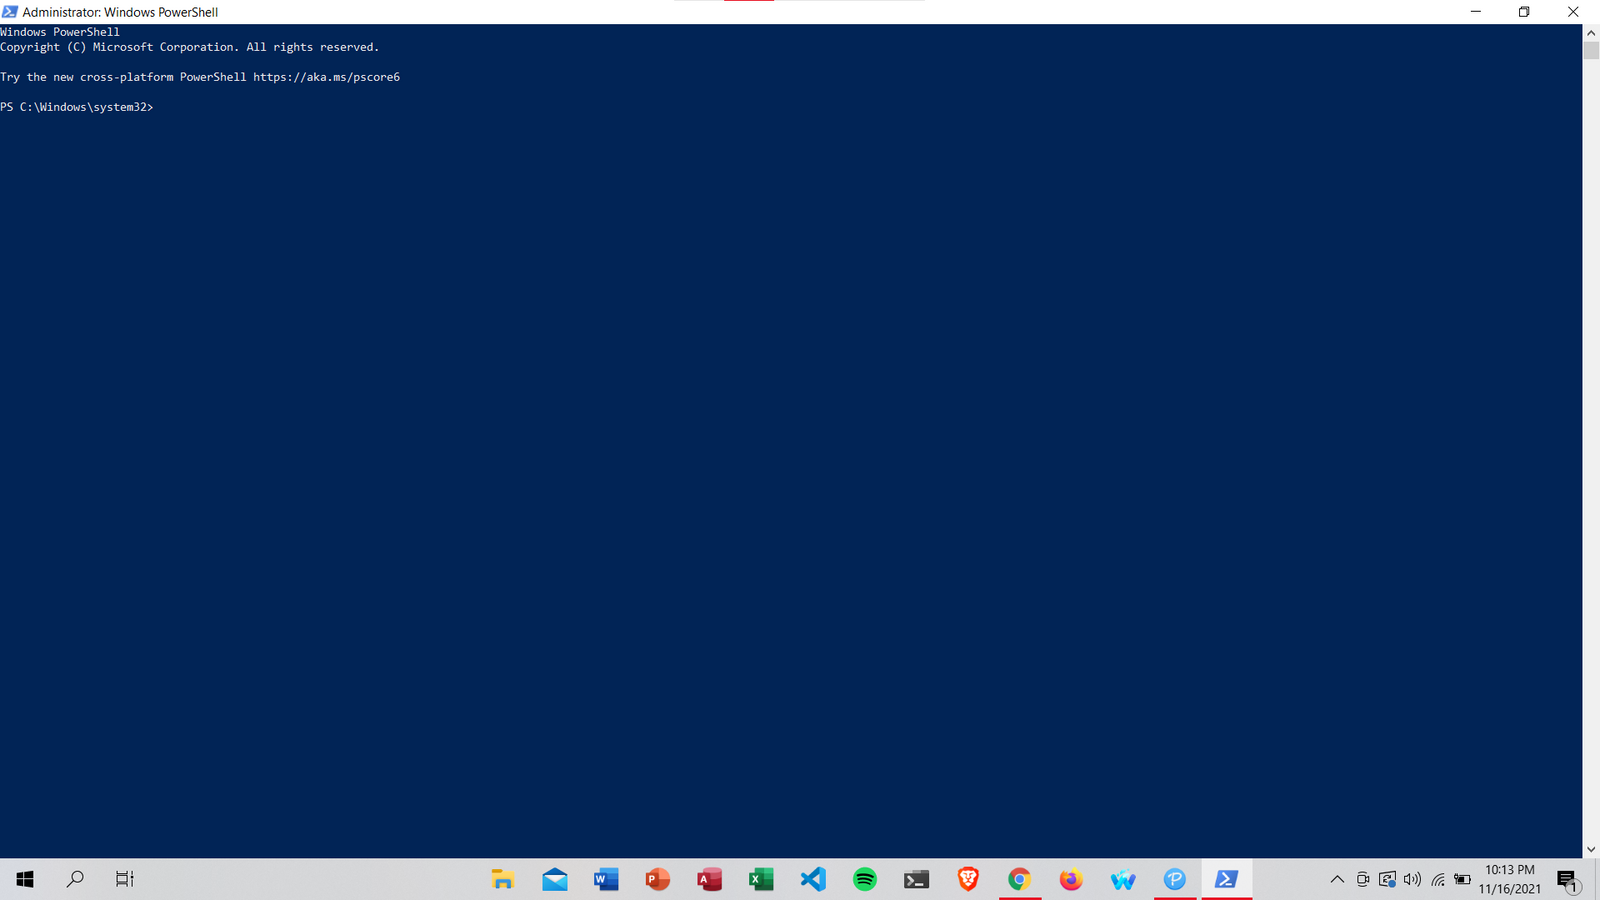 Administrator: Windows PowerShell
Windows PowerShell
Copyright (C) Microsoft Corporation. All rights reserved.
Try the new cross-platform PowerShell https://aka.ms/pscore6
PS C:\Windows\system32>
10:13 PM
11/16/2021
1